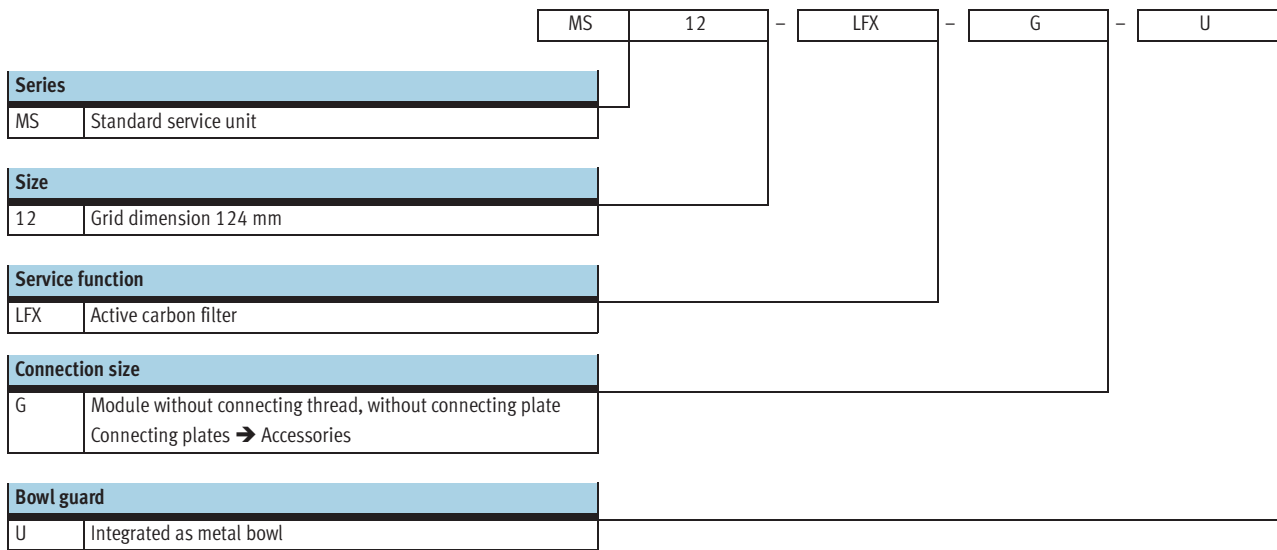 MS 12 – LFX – G – U
Series
MS Standard service unit
Size
12 Grid dimension 124 mm
Service function
LFX Active carbon filter
Connection size
G Module without connecting thread, without connecting plate
Connecting plates ➔ Accessories
Bowl guard
U Integrated as metal bowl